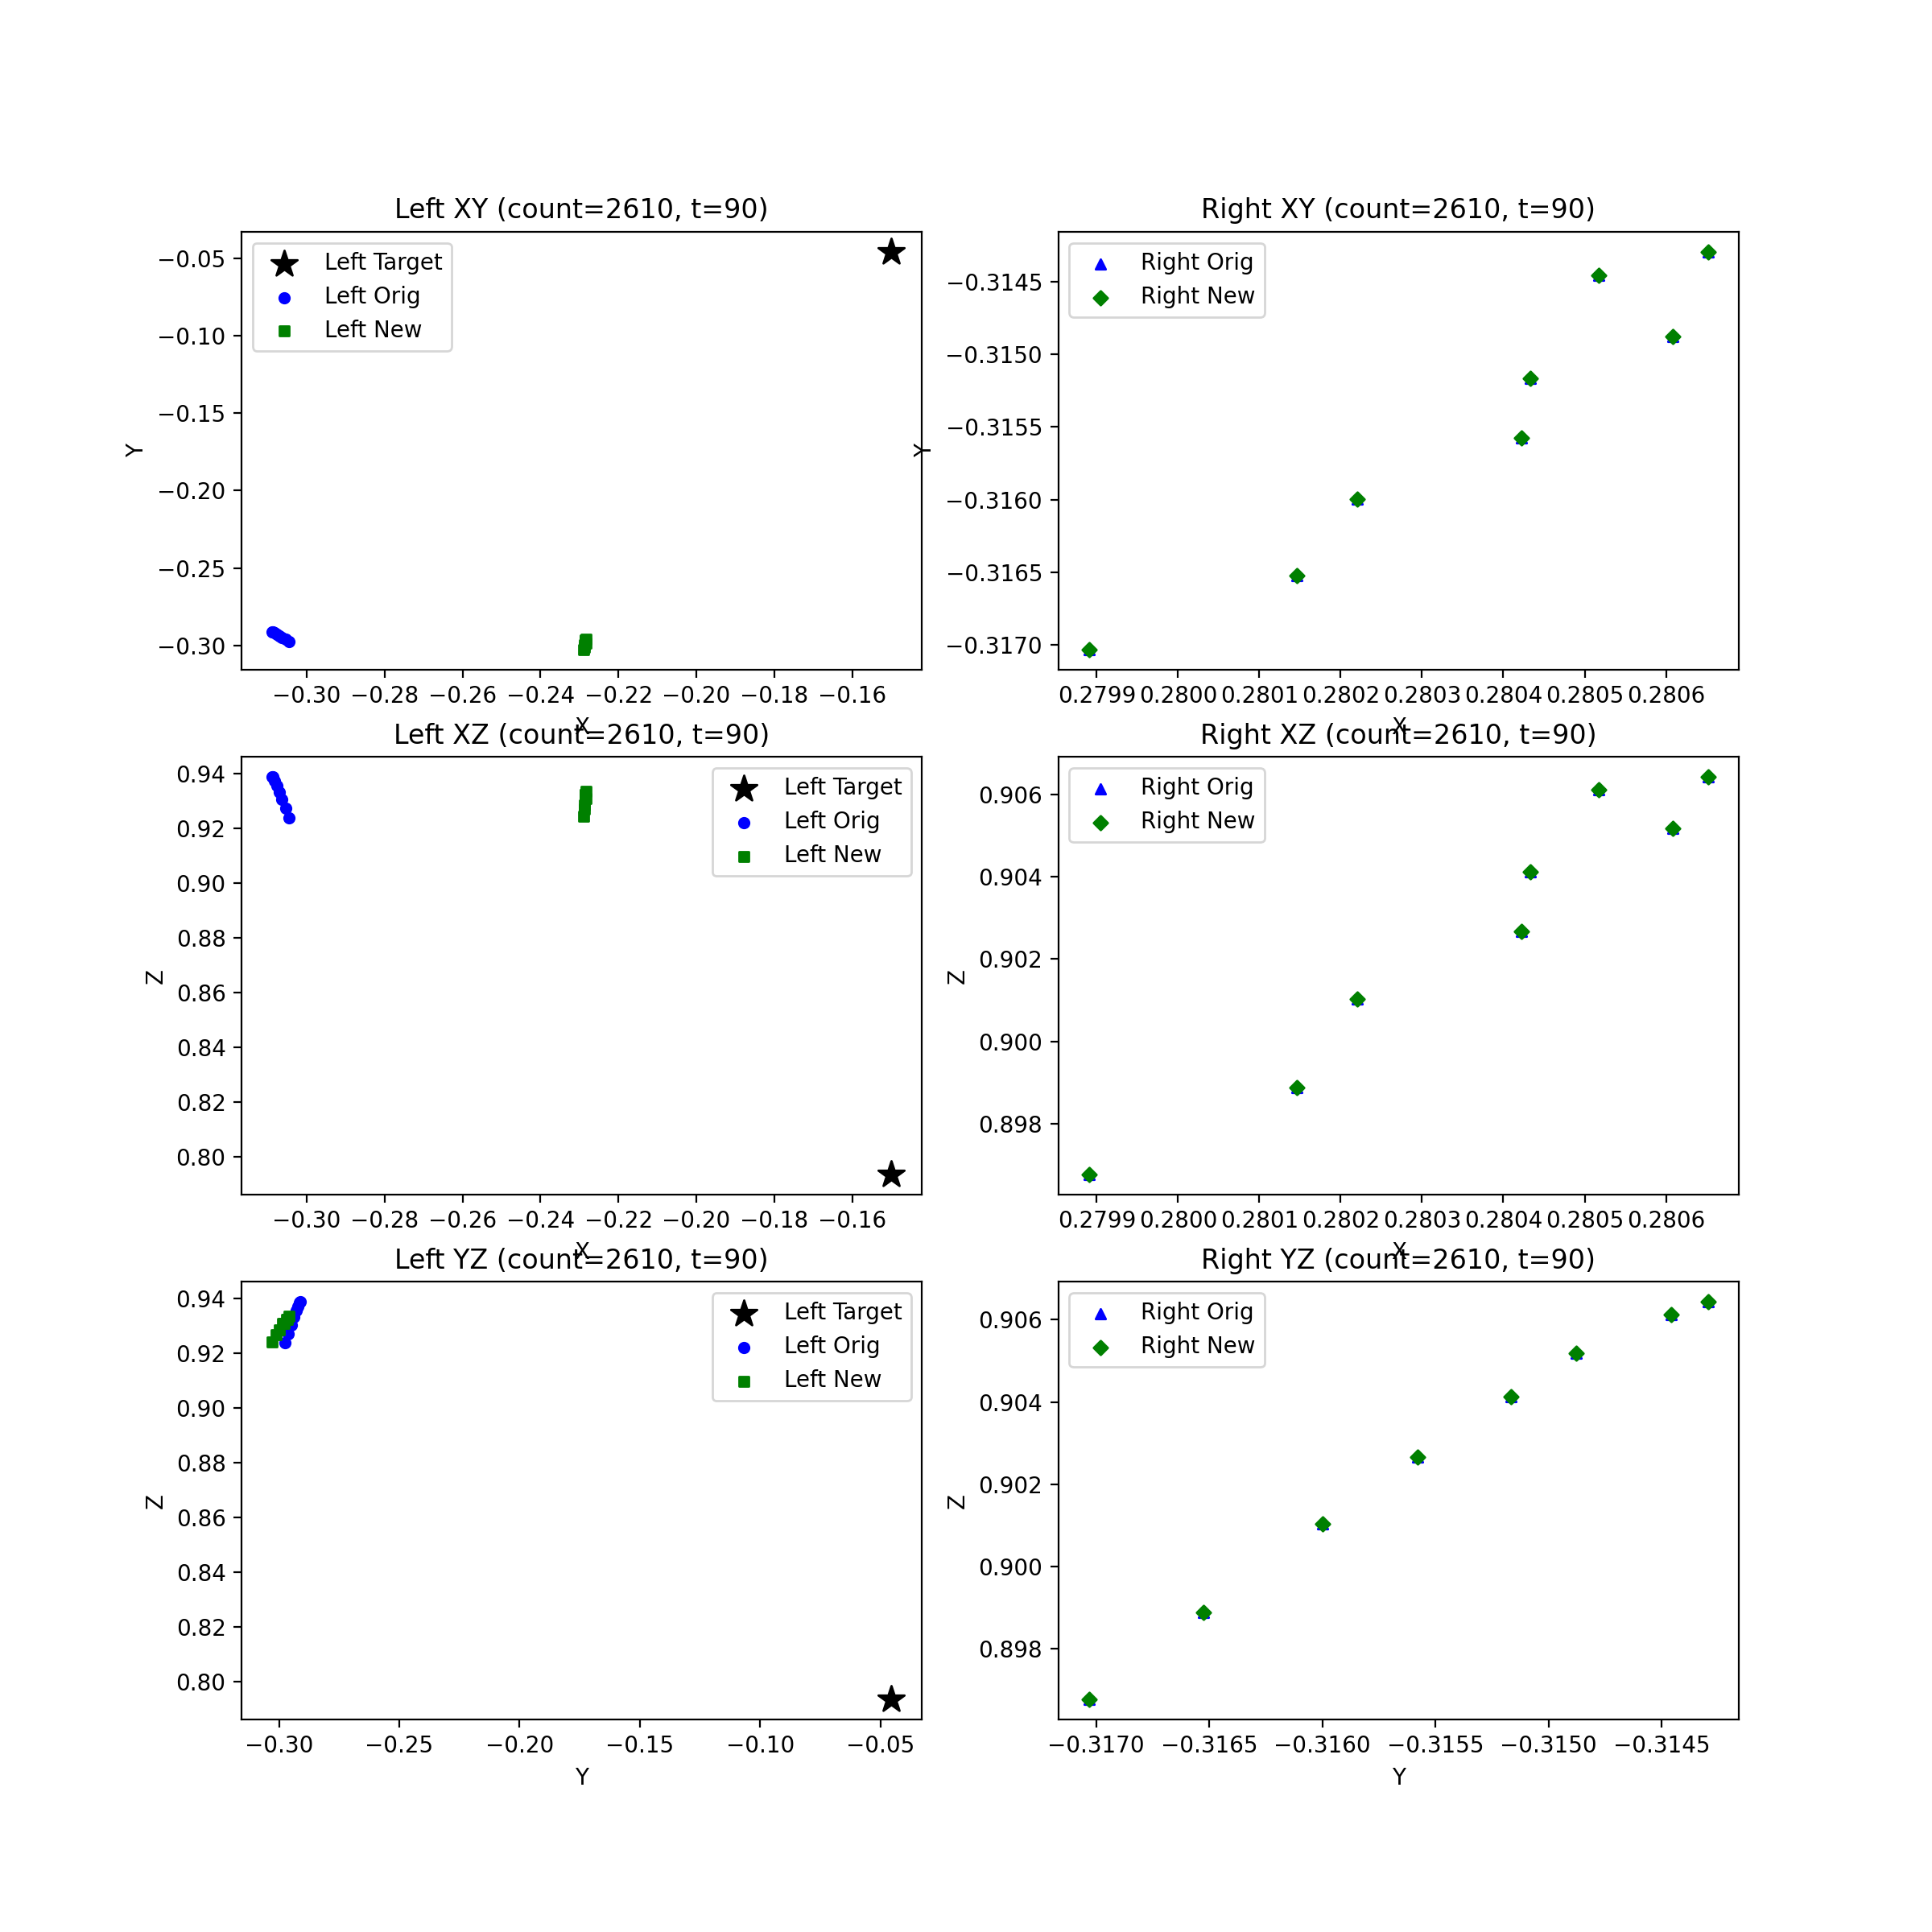 Left XY (count=2610, t=90)
Left Target
Left Orig
Left New
−0.05
−0.10
−0.15
−0.20
−0.25
−0.30
Y
−0.30 −0.28 −0.26 −0.24 −0.22 −0.20 −0.18 −0.16
X
Right XY (count=2610, t=90)
Right Orig
Right New
−0.3145
−0.3150
−0.3155
−0.3160
−0.3165
−0.3170
Y
0.2799 0.2800 0.2801 0.2802 0.2803 0.2804 0.2805 0.2806
X
Left XZ (count=2610, t=90)
Left Target
Left Orig
Left New
0.94
0.92
0.90
0.88
0.86
0.84
0.82
0.80
Z
−0.30 −0.28 −0.26 −0.24 −0.22 −0.20 −0.18 −0.16
X
Right XZ (count=2610, t=90)
Right Orig
Right New
0.906
0.904
0.902
0.900
0.898
Z
0.2799 0.2800 0.2801 0.2802 0.2803 0.2804 0.2805 0.2806
X
Left YZ (count=2610, t=90)
Left Target
Left Orig
Left New
0.94
0.92
0.90
0.88
0.86
0.84
0.82
0.80
Z
−0.30 −0.25 −0.20 −0.15 −0.10 −0.05
Y
Right YZ (count=2610, t=90)
Right Orig
Right New
0.906
0.904
0.902
0.900
0.898
Z
−0.3170 −0.3165 −0.3160 −0.3155 −0.3150 −0.3145
Y